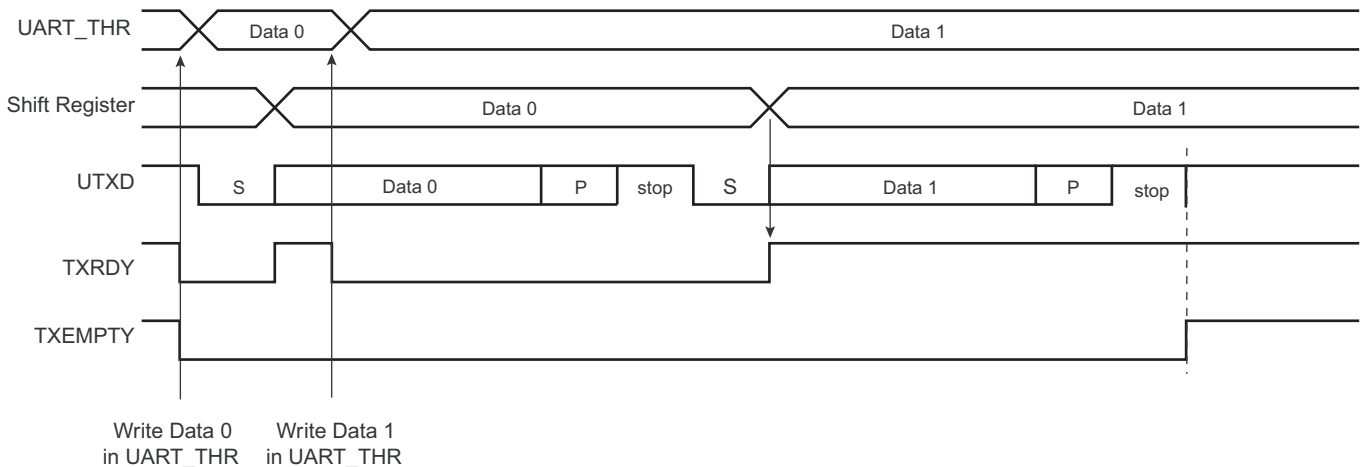 UART_THR Data 0 Data 1
Shift Register Data 0 Data 1
UTXD S Data 0 P stop S Data 1 P stop
TXRDY
TXEMPTY
Write Data 0 Write Data 1
in UART_THR in UART_THR